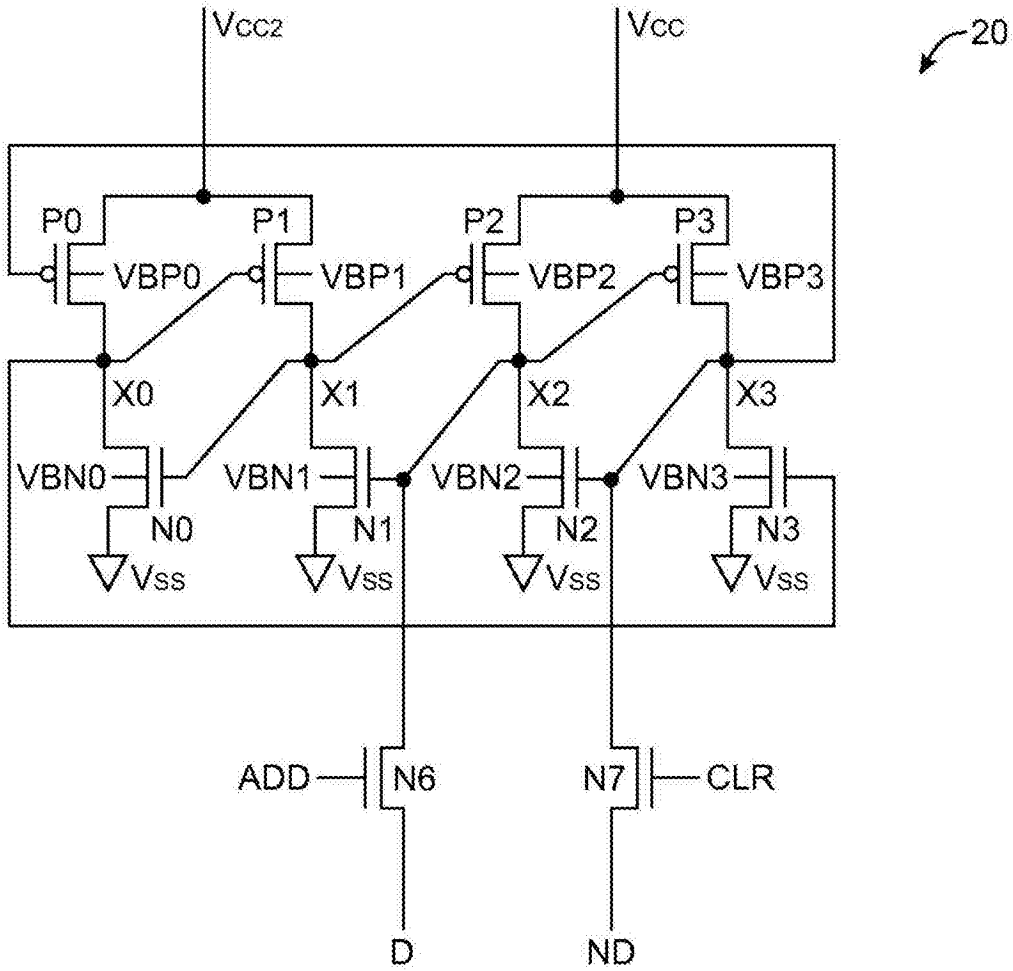 VCC2
VCC
20
P0
P1
P2
P3
VBP0
VBP1
VBP2
VBP3
X0
X1
X2
X3
VBN0
VBN1
VBN2
VBN3
N0
N1
N2
N3
VSS
VSS
VSS
VSS
ADD
N6
N7
CLR
D
ND